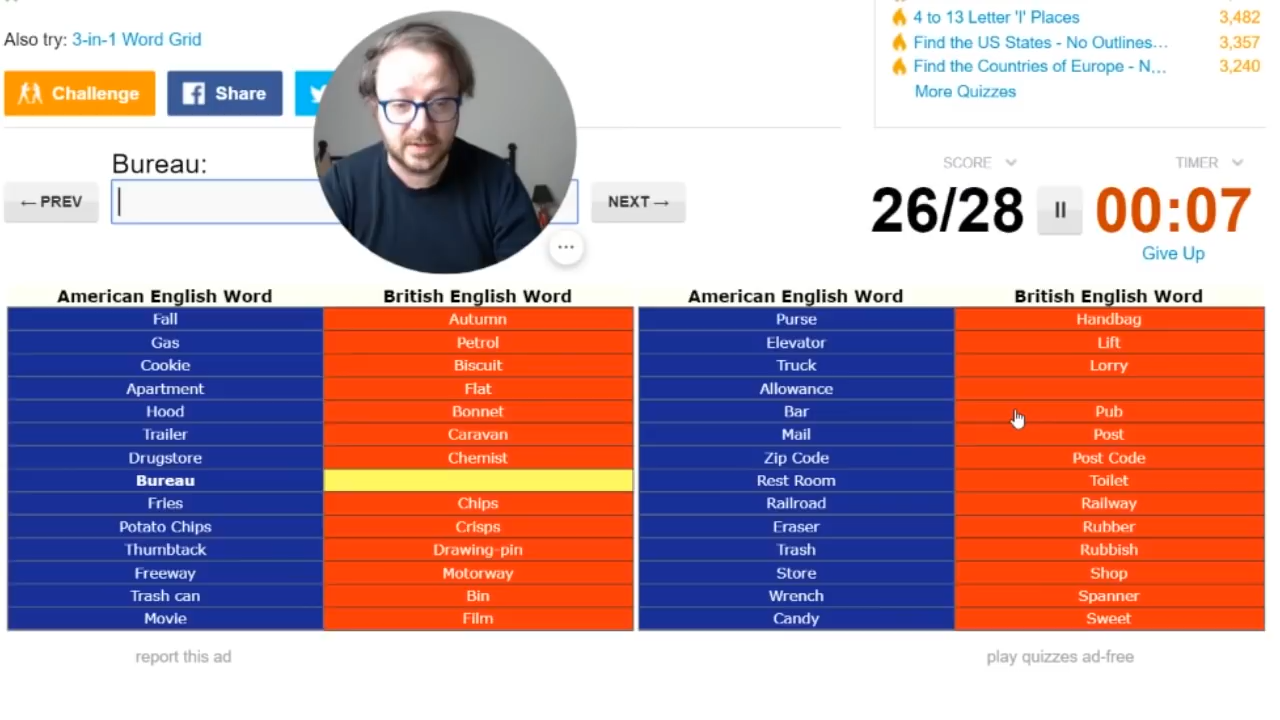 4 to 13 Letter 'I' Places 3,482
Also try: 3-in-1 Word Grid
Find the US States - No Outlines... 3,357
Find the Countries of Europe - N... 3,240
More Quizzes
Challenge
Share
Bureau:
← PREV
NEXT →
SCORE
TIMER
26/28
00:07
Give Up
American English Word British English Word American English Word British English Word
Fall Autumn Purse Handbag
Gas Petrol Elevator Lift
Cookie Biscuit Truck Lorry
Apartment Flat Allowance
Hood Bonnet Bar Pub
Trailer Caravan Mail Post
Drugstore Chemist Zip Code Post Code
Bureau Rest Room Toilet
Fries Chips Railroad Railway
Potato Chips Crisps Eraser Rubber
Thumbtack Drawing-pin Trash Rubbish
Freeway Motorway Store Shop
Trash can Bin Wrench Spanner
Movie Film Candy Sweet
report this ad play quizzes ad-free